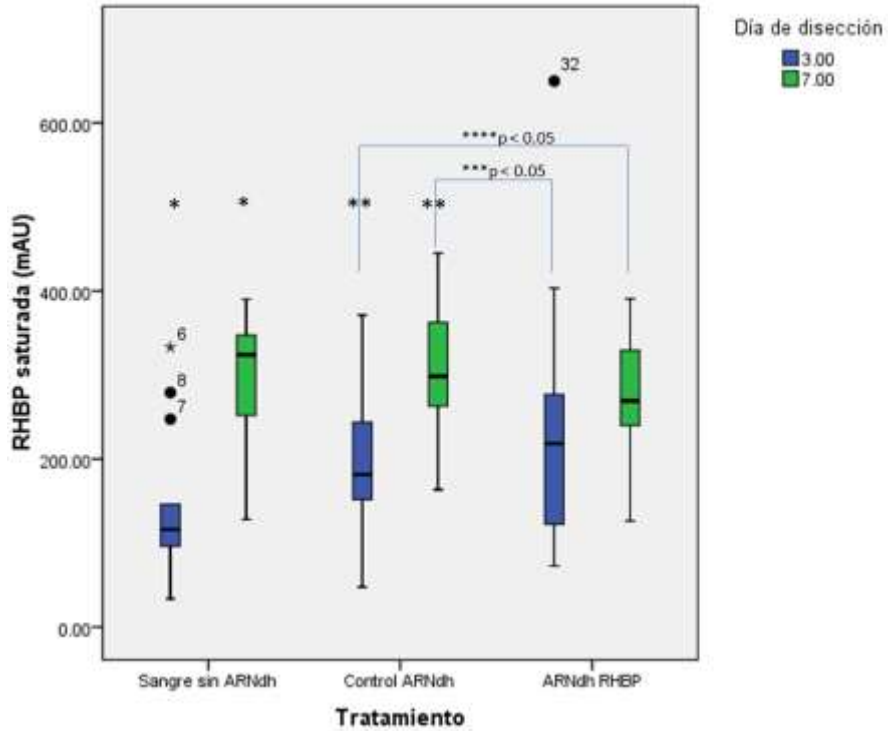 Día de disección
3.00
7.00
32
600.00
****p< 0.05
***p< 0.05
* * ** **
400.00
6
8
7
200.00
0.00
RHBP saturada (mAU)
Sangre sin ARNdh Control ARNdh ARNdh RHBP
Tratamiento